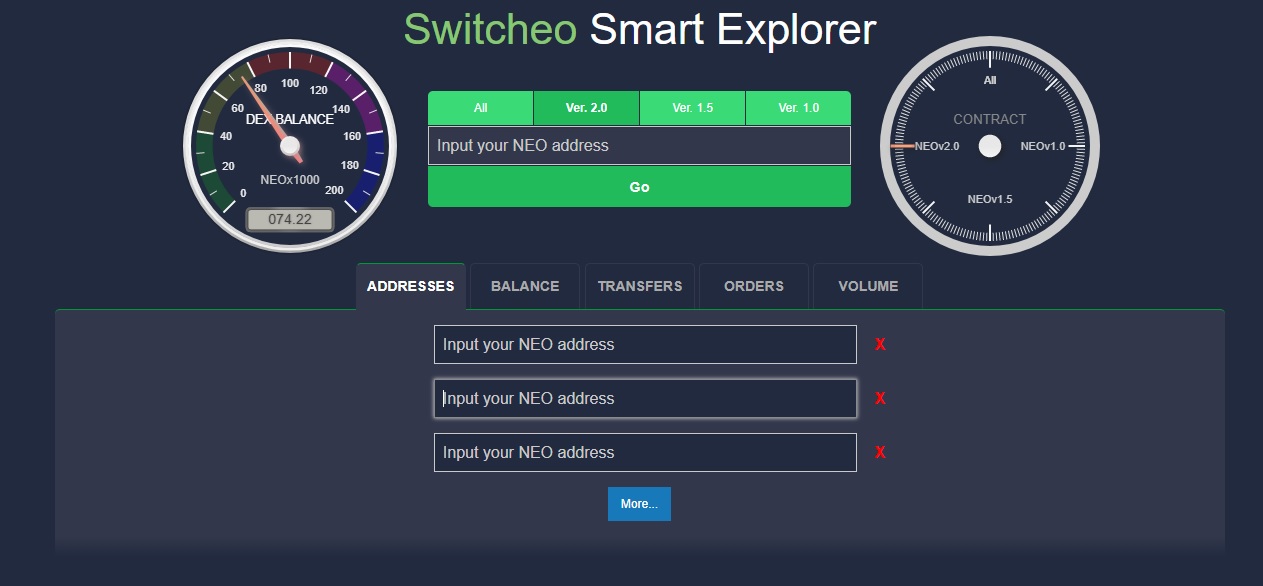 Switcheo Smart Explorer
0
20
40
60
80
100
120
140
160
180
200
DEX BALANCE
NEOx1000
074.22
All
Ver. 2.0
Ver. 1.5
Ver. 1.0
Input your NEO address
Go
All
CONTRACT
NEOv2.0
NEOv1.0
NEOv1.5
ADDRESSES
BALANCE
TRANSFERS
ORDERS
VOLUME
Input your NEO address X
Input your NEO address X
Input your NEO address X
More...